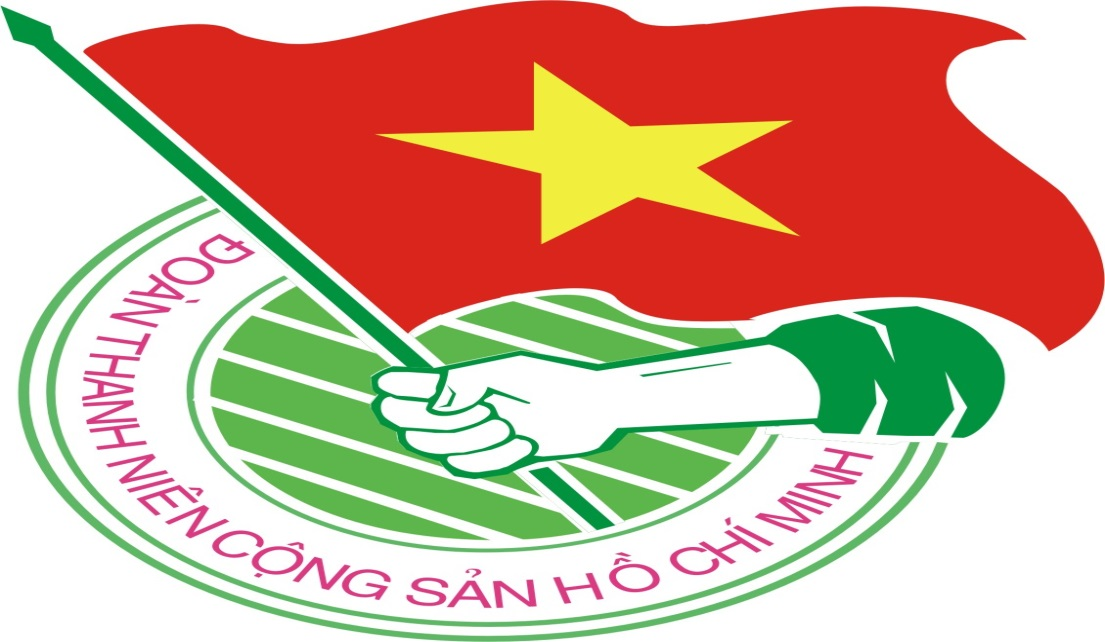 ĐOÀN THANH NIÊN CỘNG SẢN HỒ CHÍ MINH